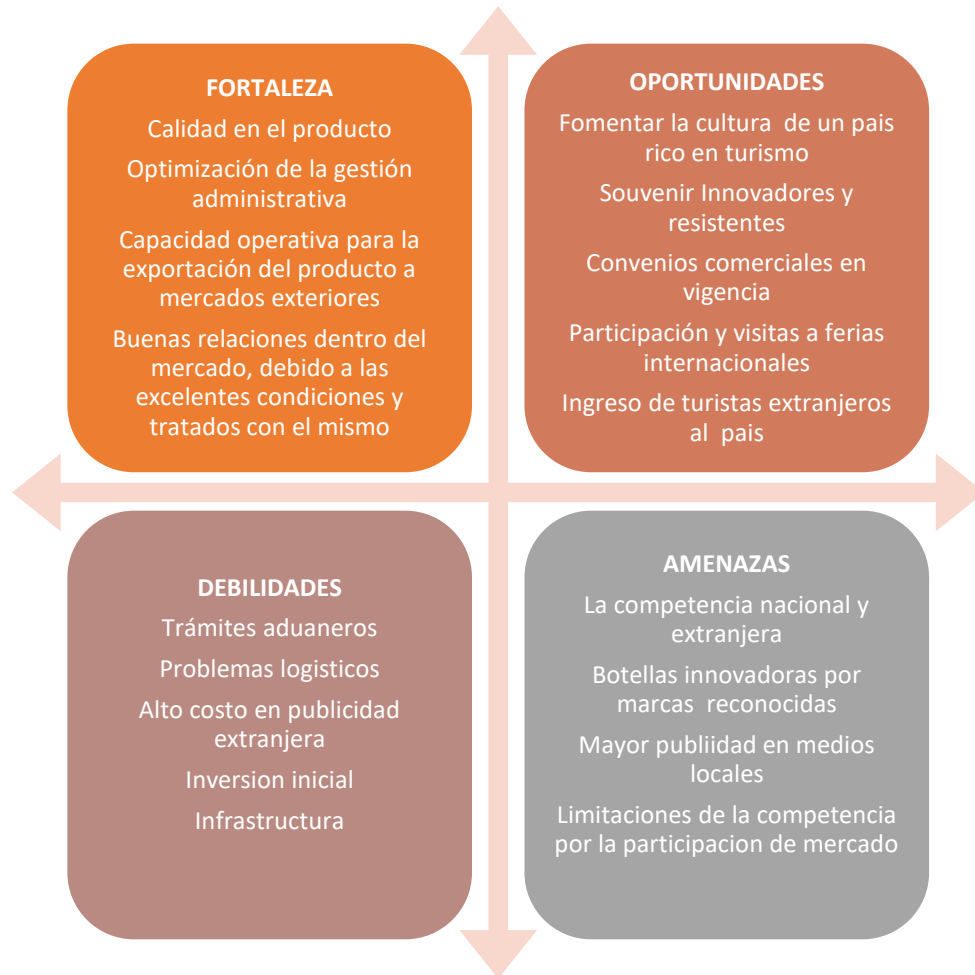 FORTALEZA
Calidad en el producto
Optimización de la gestión
administrativa
Capacidad operativa para la
exportación del producto a
mercados exteriores
Buenas relaciones dentro del
mercado, debido a las
excelentes condiciones y
tratados con el mismo
OPORTUNIDADES
Fomentar la cultura de un pais
rico en turismo
Souvenir Innovadores y
resistentes
Convenios comerciales en
vigencia
Participación y visitas a ferias
internacionales
Ingreso de turistas extranjeros
al pais
DEBILIDADES
Trámites aduaneros
Problemas logisticos
Alto costo en publicidad
extranjera
Inversion inicial
Infrastructura
AMENAZAS
La competencia nacional y
extranjera
Botellas innovadoras por
marcas reconocidas
Mayor publiidad en medios
locales
Limitaciones de la competencia
por la participacion de mercado